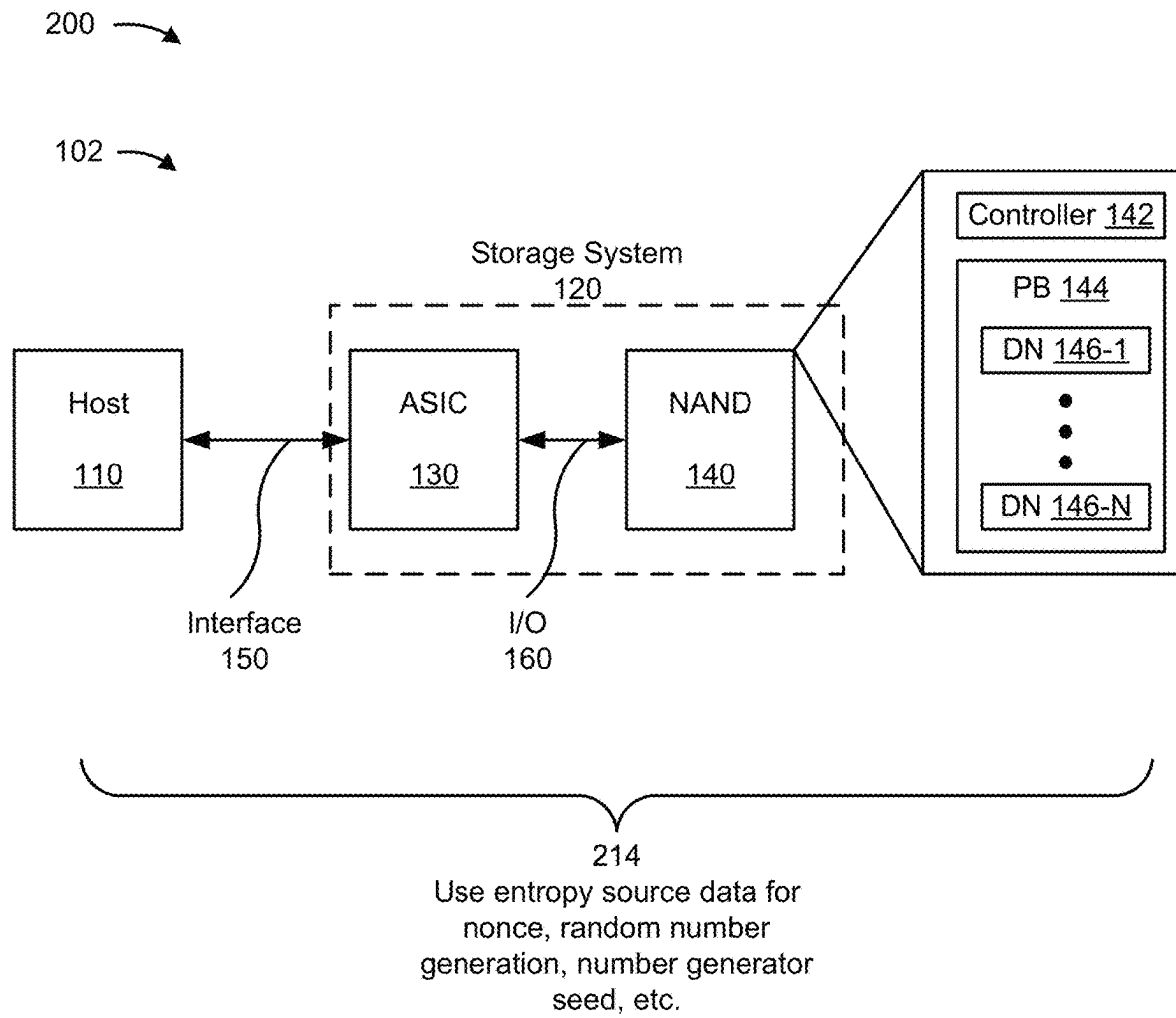 200
102
Controller 142
Storage System
120
PB 144
DN 146-1
Host
ASIC
NAND
110
130
140
DN 146-N
Interface
150
I/O
160
214
Use entropy source data for
nonce, random number
generation, number generator
seed, etc.